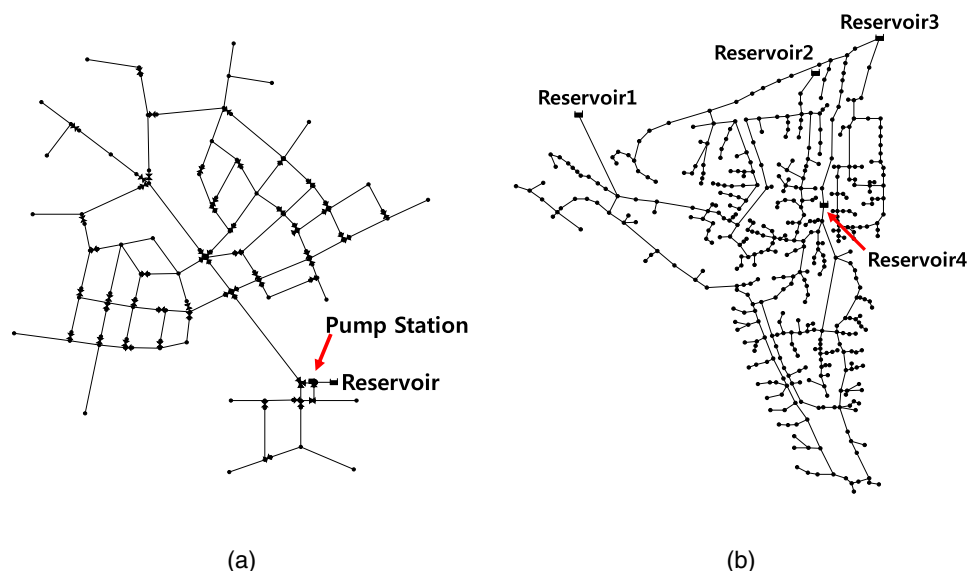 Reservoir3
Reservoir2
Reservoir1
Reservoir4
Pump Station
Reservoir
(a)
(b)